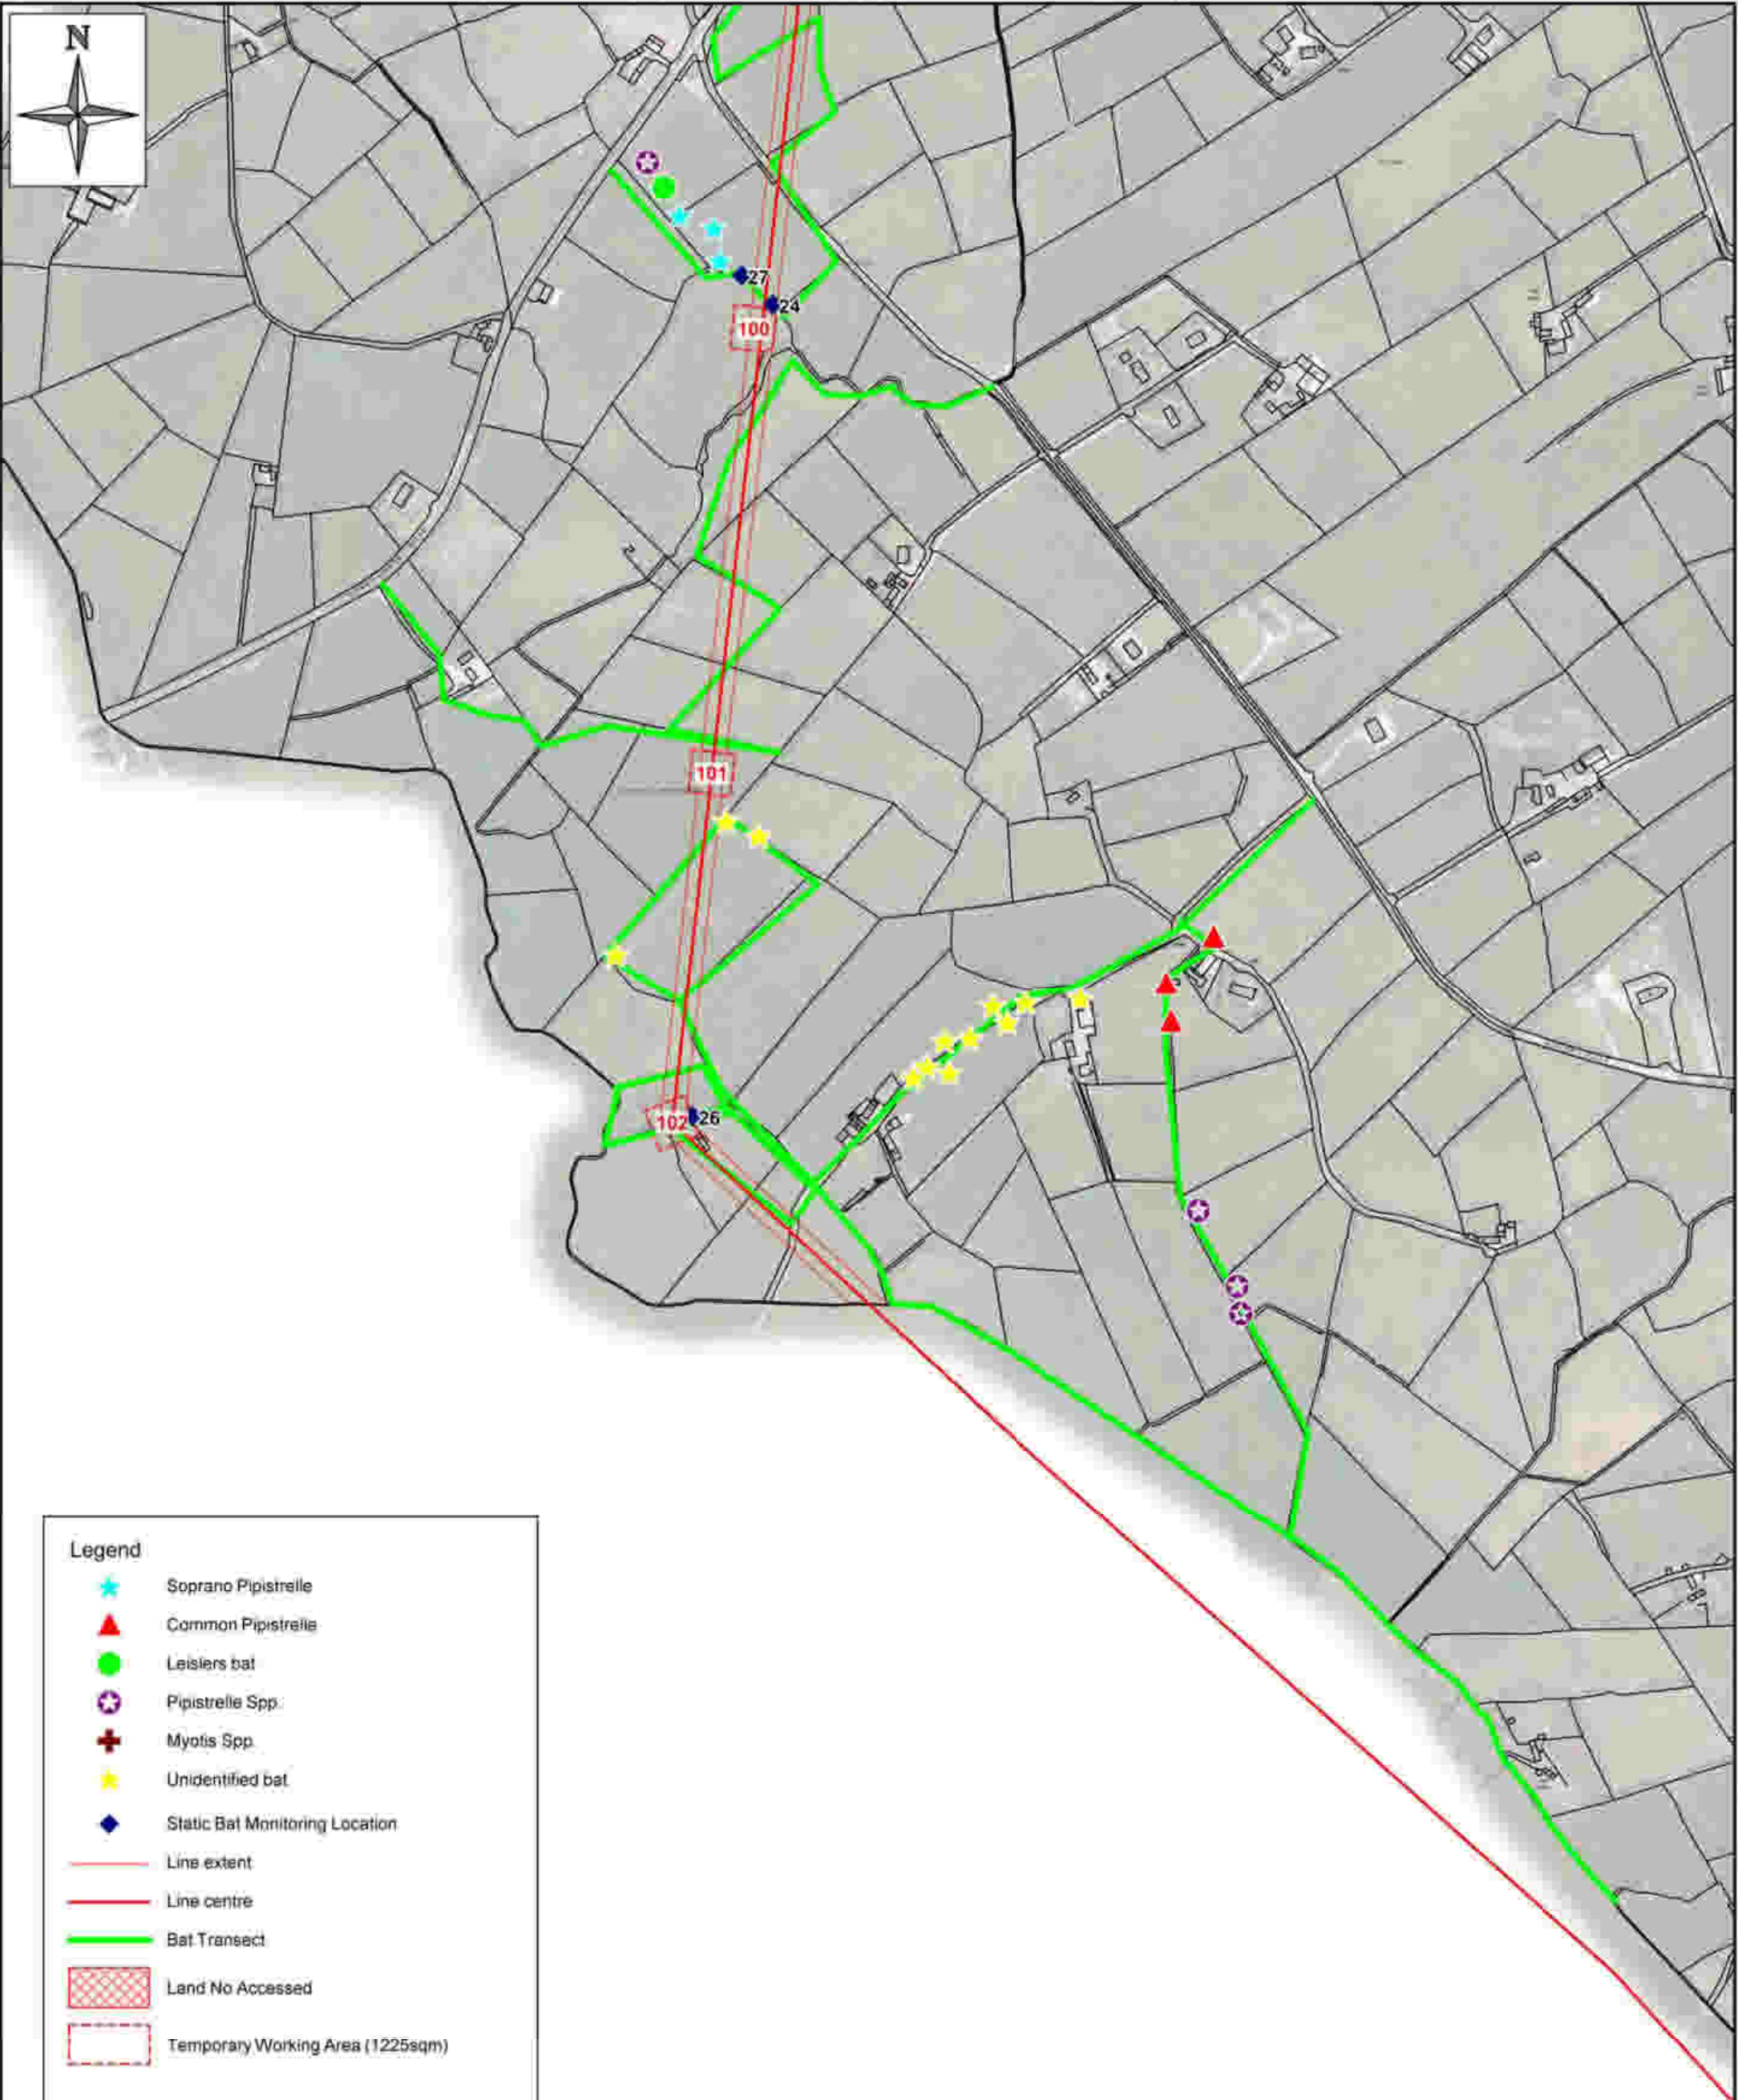 N
27
24
100
101
26
102
Legend
Soprano Pipistrelle
Common Pipistrelle
Leislers bat
Pipistrelle Spp.
Myotis Spp.
Unidentified bat
Static Bat Monitoring Location
Line extent
Line centre
Bat Transect
Land No Accessed
Temporary Working Area (1225sqm)